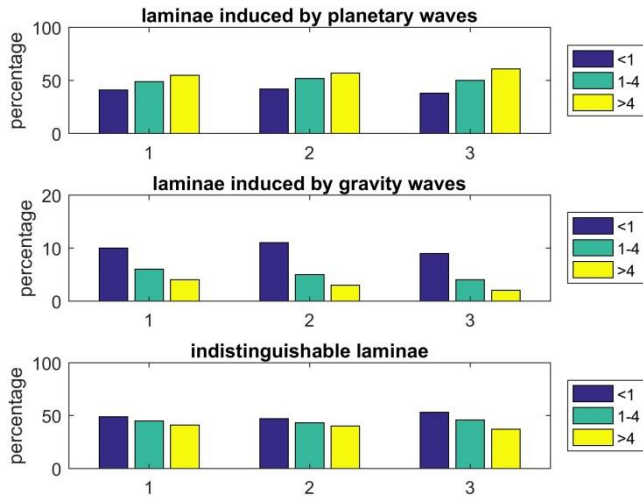 laminae induced by planetary waves
percentage
100
50
0
1 2 3
<1
1-4
>4
laminae induced by gravity waves
percentage
20
10
0
1 2 3
<1
1-4
>4
indistinguishable laminae
percentage
100
50
0
1 2 3
<1
1-4
>4